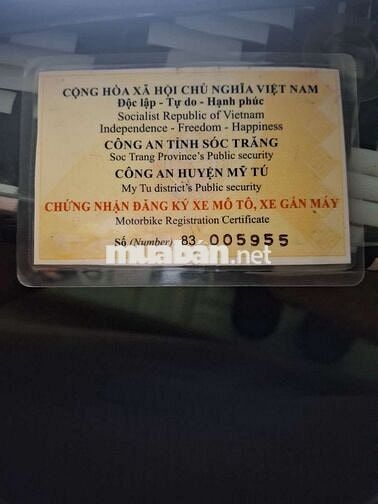 CỘNG HÒA XÃ HỘI CHỦ NGHĨA VIỆT NAM
Độc lập - Tự do - Hạnh phúc
Socialist Republic of Vietnam
Independence - Freedom - Happiness
CÔNG AN TỈNH SÓC TRĂNG
Soc Trang Province's Public security
CÔNG AN HUYỆN MỸ TÚ
My Tu district's Public security
CHỨNG NHẬN ĐĂNG KÝ XE MÔ TÔ, XE GẮN MÁY
Motorbike Registration Certificate
Số (Number) 83 005955
muaban.net